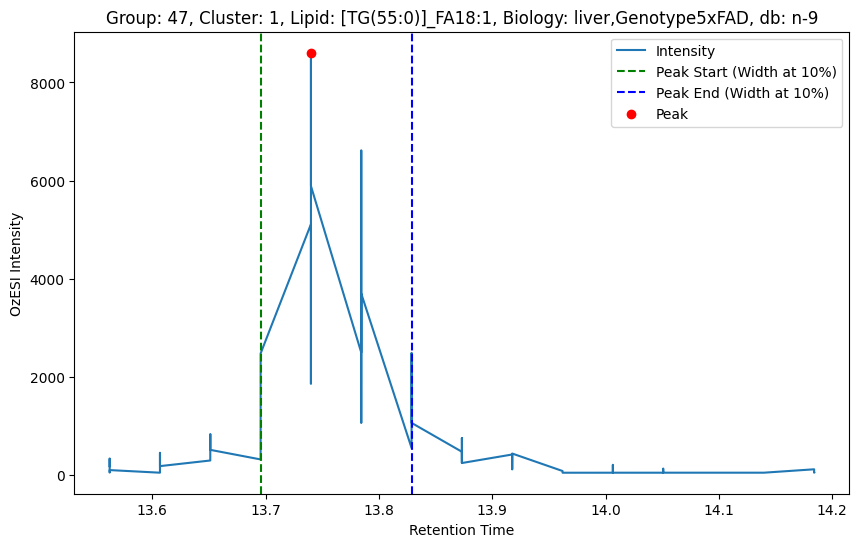 Group: 47, Cluster: 1, Lipid: [TG(55:0)]_FA18:1, Biology: liver,Genotype5xFAD, db: n-9
Intensity
Peak Start (Width at 10%)
Peak End (Width at 10%)
Peak
8000
6000
4000
2000
0
OzESI Intensity
13.6 13.7 13.8 13.9 14.0 14.1 14.2
Retention Time